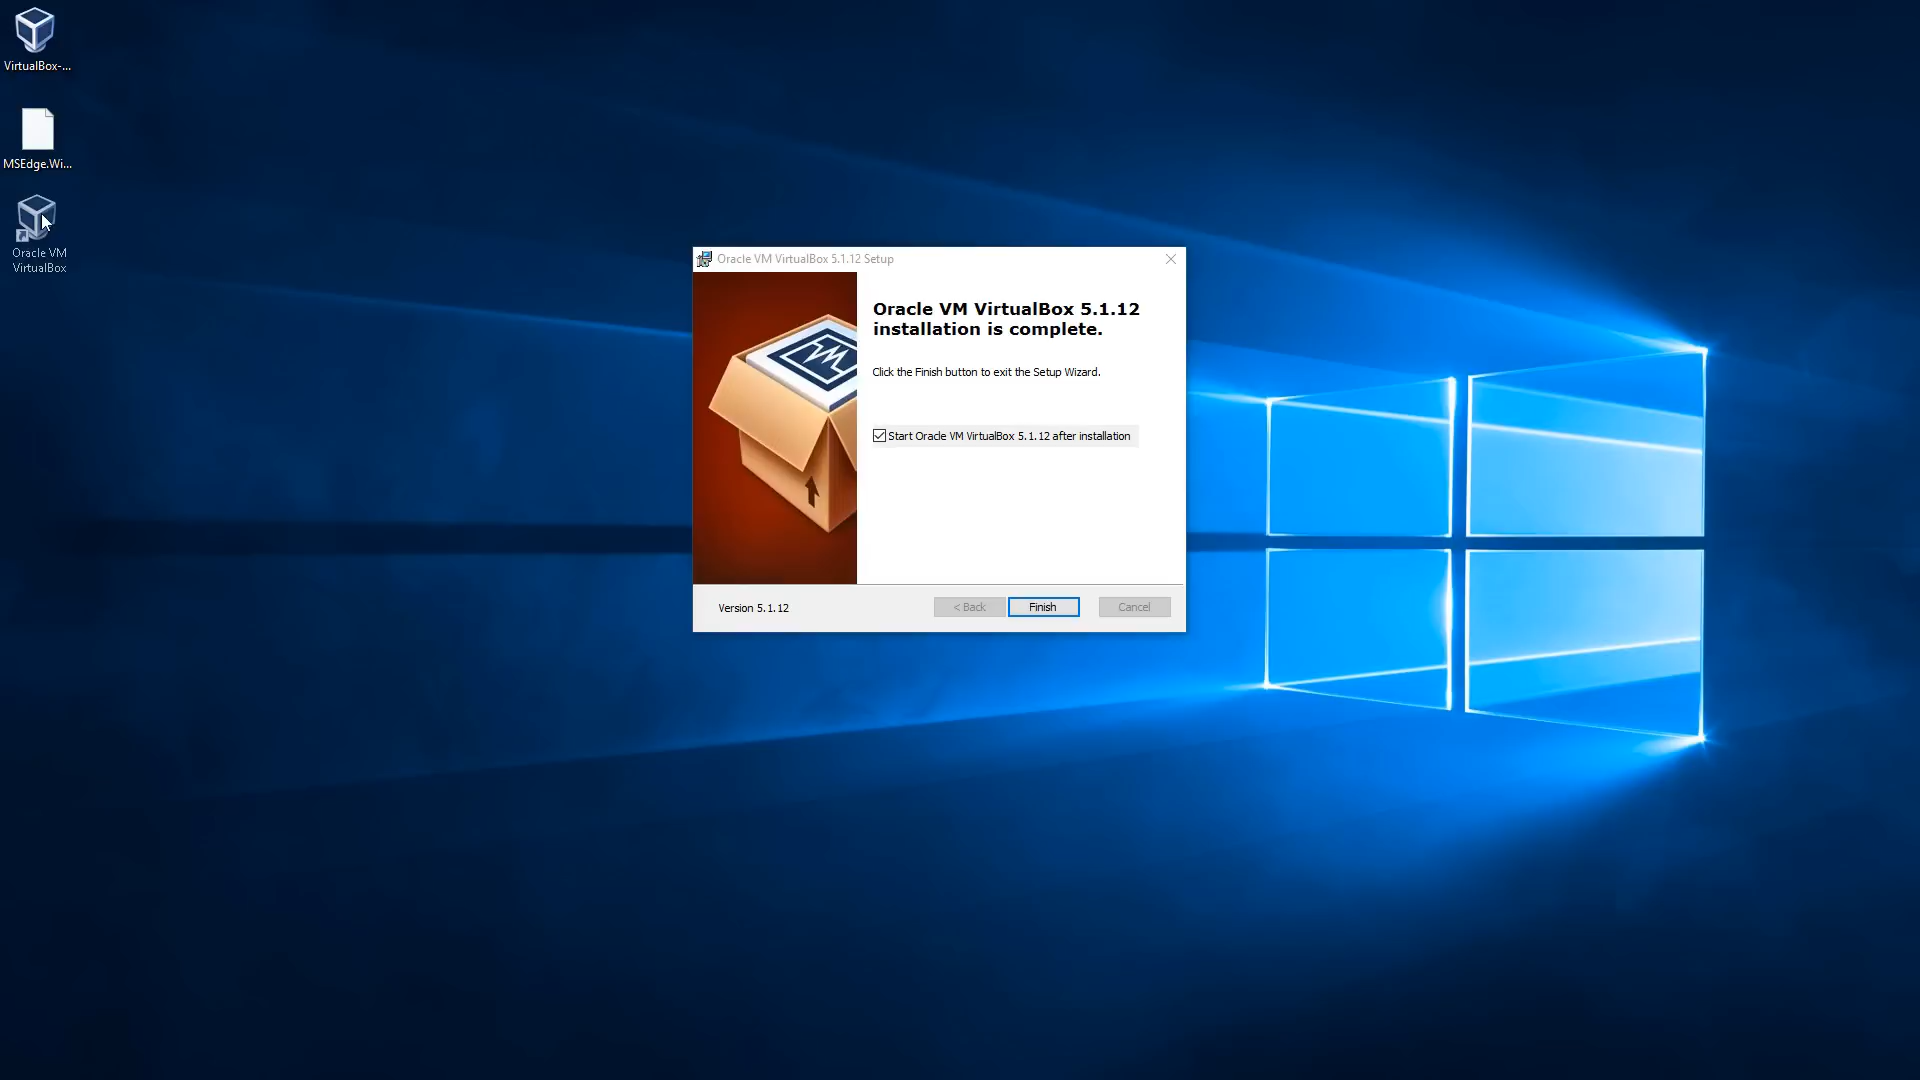 VirtualBox-...
MSEdge.Wi...
Oracle VM
VirtualBox
Oracle VM VirtualBox 5.1.12 Setup
Oracle VM VirtualBox 5.1.12
installation is complete.
Click the Finish button to exit the Setup Wizard.
Start Oracle VM VirtualBox 5.1.12 after installation
Version 5.1.12
< Back
Finish
Cancel